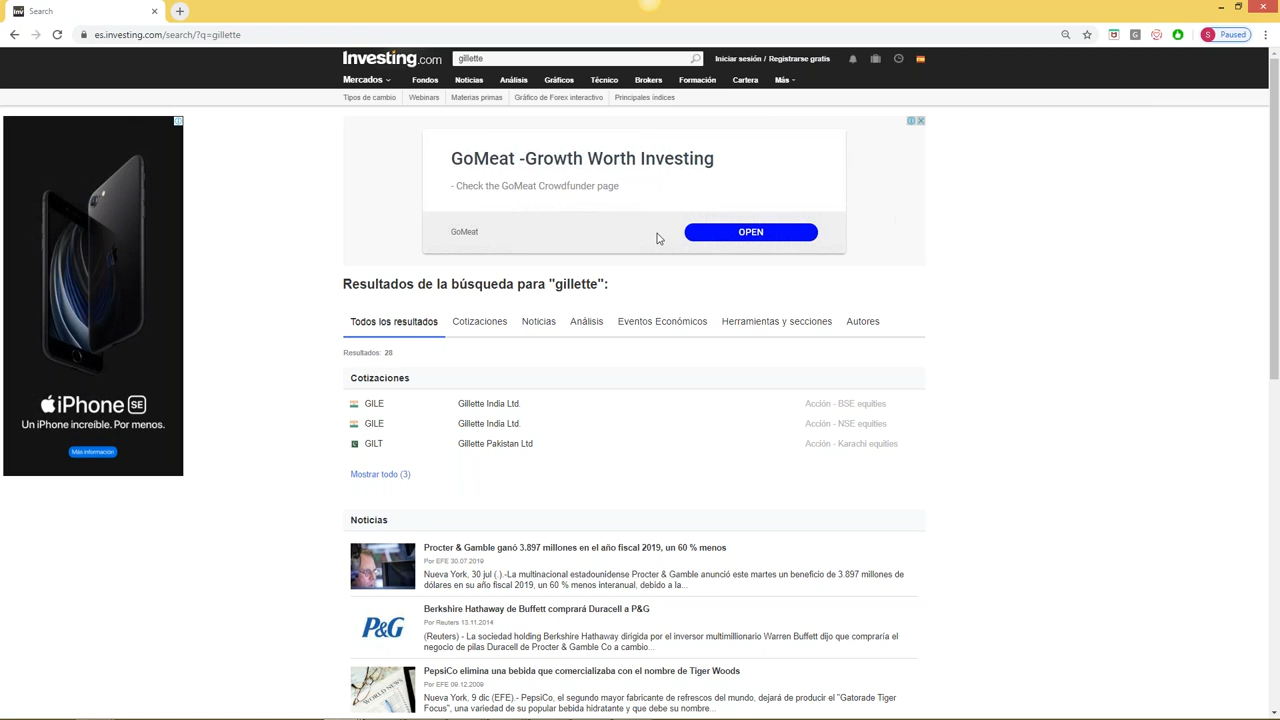 Search
es.investing.com/search/?q=gillette
Paused
Investing.com
gillette
Iniciar sesión / Registrarse gratis
Mercados
Fondos
Noticias
Análisis
Gráficos
Técnico
Brokers
Formación
Cartera
Más
Tipos de cambio
Webinars
Materias primas
Gráfico de Forex interactivo
Principales índices
GoMeat -Growth Worth Investing
- Check the GoMeat Crowdfunder page
GoMeat
OPEN
iPhone SE
Un iPhone increíble. Por menos.
Más información
Resultados de la búsqueda para "gillette":
Todos los resultados
Cotizaciones
Noticias
Análisis
Eventos Económicos
Herramientas y secciones
Autores
Resultados: 28
Cotizaciones
GILE Gillette India Ltd. Acción - BSE equities
GILE Gillette India Ltd. Acción - NSE equities
GILT Gillette Pakistan Ltd Acción - Karachi equities
Mostrar todo (3)
Noticias
Procter & Gamble ganó 3.897 millones en el año fiscal 2019, un 60 % menos
Por EFE 30.07.2019
Nueva York, 30 jul (.).-La multinacional estadounidense Procter & Gamble anunció este martes un beneficio de 3.897 millones de
dólares en su año fiscal 2019, un 60 % menos interanual, debido a la...
P&G
Berkshire Hathaway de Buffett comprará Duracell a P&G
Por Reuters 13.11.2014
(Reuters) - La sociedad holding Berkshire Hathaway dirigida por el inversor multimillonario Warren Buffett dijo que compraría el
negocio de pilas Duracell de Procter & Gamble Co a cambio...
PepsiCo elimina una bebida que comercializaba con el nombre de Tiger Woods
Por EFE 09.12.2009
Nueva York, 9 dic (EFE).- PepsiCo, el segundo mayor fabricante de refrescos del mundo, dejará de producir el "Gatorade Tiger
Focus", una variedad de su popular bebida hidratante y que debe su nombre...